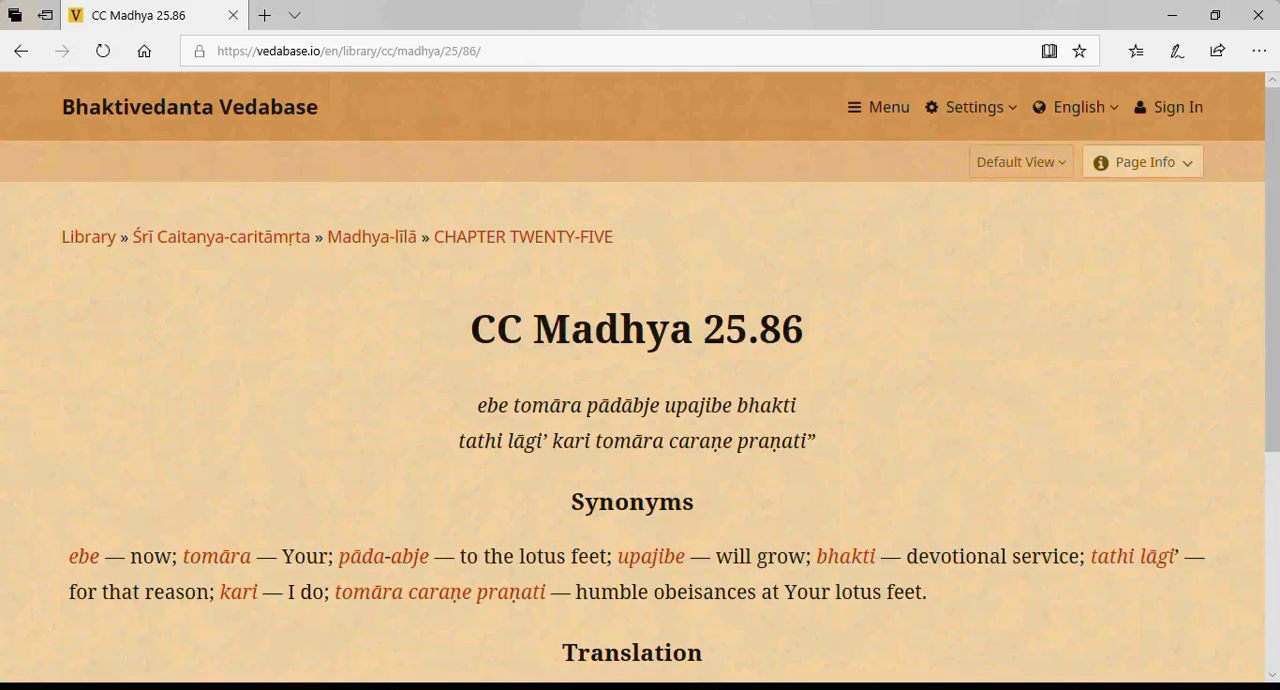 CC Madhya 25.86
https://vedabase.io/en/library/cc/madhya/25/86/
Bhaktivedanta Vedabase
Menu Settings English Sign In
Default View Page Info
Library » Śrī Caitanya-caritāmṛta » Madhya-līlā » CHAPTER TWENTY-FIVE
CC Madhya 25.86
ebe tomāra pādābje upajibe bhakti
tathi lāgi’ kari tomāra caraṇe praṇati”
Synonyms
ebe — now; tomāra — Your; pāda-abje — to the lotus feet; upajibe — will grow; bhakti — devotional service; tathi lāgi’ —
for that reason; kari — I do; tomāra caraṇe praṇati — humble obeisances at Your lotus feet.
Translation